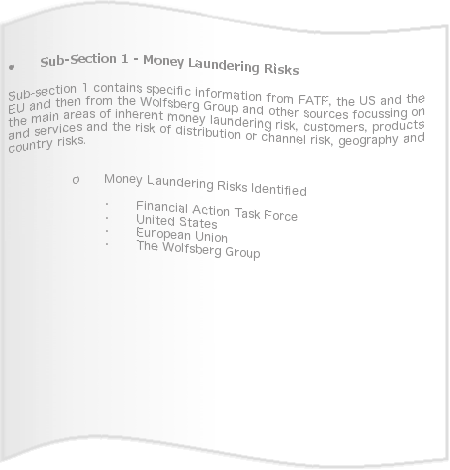 • Sub-Section 1 - Money Laundering Risks
Sub-section 1 contains specific information from FATF, the US and the
EU and then from the Wolfsberg Group and other sources focussing on
the main areas of inherent money laundering risk, customers, products
and services and the risk of distribution or channel risk, geography and
country risks.
o Money Laundering Risks Identified
· Financial Action Task Force
· United States
· European Union
· The Wolfsberg Group